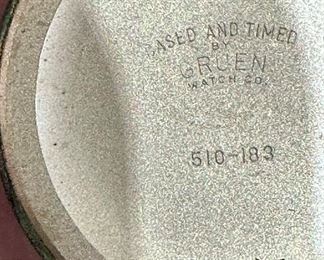 CASED AND TIMED
BY
GRUEN
WATCH CO.
510-183